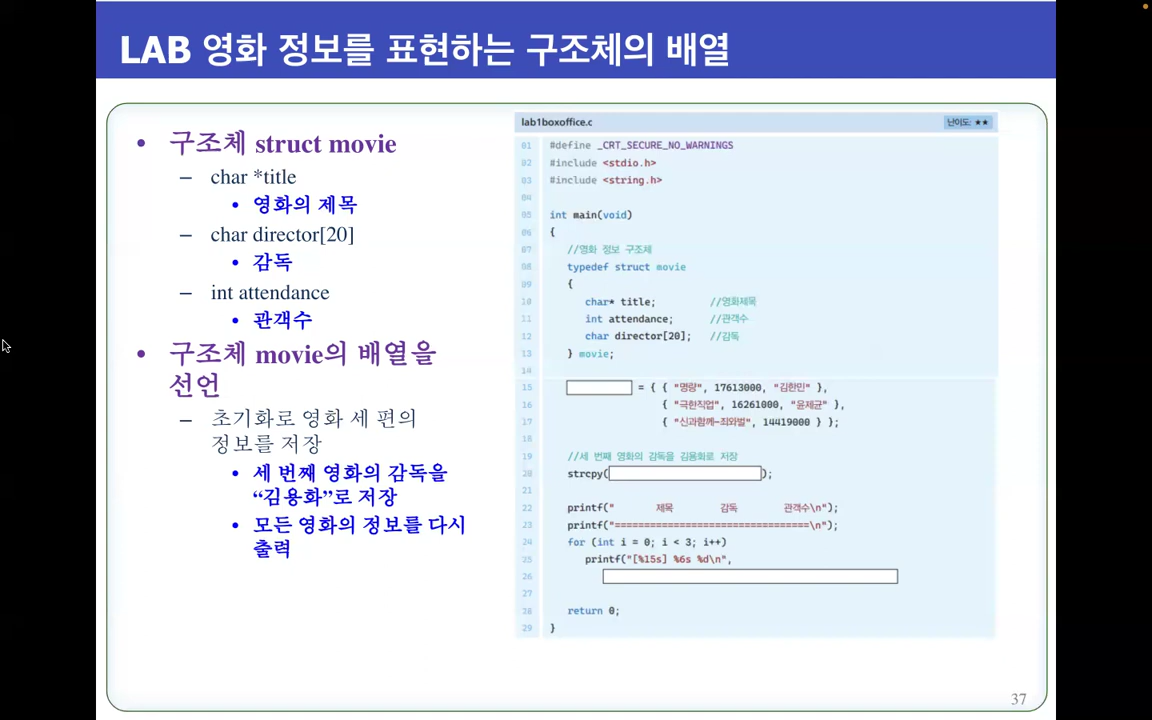 LAB 영화 정보를 표현하는 구조체의 배열
• 구조체 struct movie
– char *title
• 영화의 제목
– char director[20]
• 감독
– int attendance
• 관객수
• 구조체 movie의 배열을
선언
– 초기화로 영화 세 편의
정보를 저장
• 세 번째 영화의 감독을
“김용화”로 저장
• 모든 영화의 정보를 다시
출력
lab1boxoffice.c 난이도: ★★
01 #define _CRT_SECURE_NO_WARNINGS
02 #include <stdio.h>
03 #include <string.h>
04
05 int main(void)
06 {
07 //영화 정보 구조체
08 typedef struct movie
09 {
10 char* title; //영화제목
11 int attendance; //관객수
12 char director[20]; //감독
13 } movie;
14
15 = { { "명량", 17613000, "김한민" },
16 { "극한직업", 16261000, "윤제균" },
17 { "신과함께-죄와벌", 14419000 } };
18
19 //세 번째 영화의 감독을 김용화로 저장
20 strcpy( );
21
22 printf(" 제목 감독 관객수\n");
23 printf("==================================\n");
24 for (int i = 0; i < 3; i++)
25 printf("[%15s] %6s %d\n",
26
27
28 return 0;
29 }
37